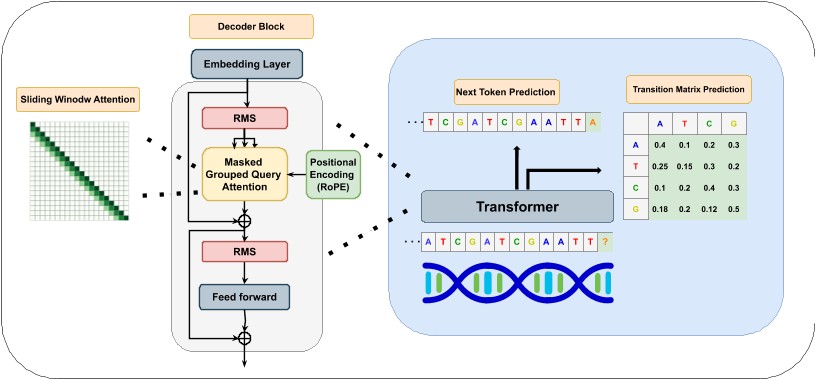 Decoder Block
Embedding Layer
Sliding Winodw Attention
RMS
Masked
Grouped Query
Attention
Positional
Encoding
(RoPE)
RMS
Feed forward
Next Token Prediction
Transition Matrix Prediction
··· T C G A T C G A A T T A
A T C G
A 0.4 0.1 0.2 0.3
T 0.25 0.15 0.3 0.2
C 0.1 0.2 0.4 0.3
G 0.18 0.2 0.12 0.5
Transformer
··· A T C G A T C G A A T T ?